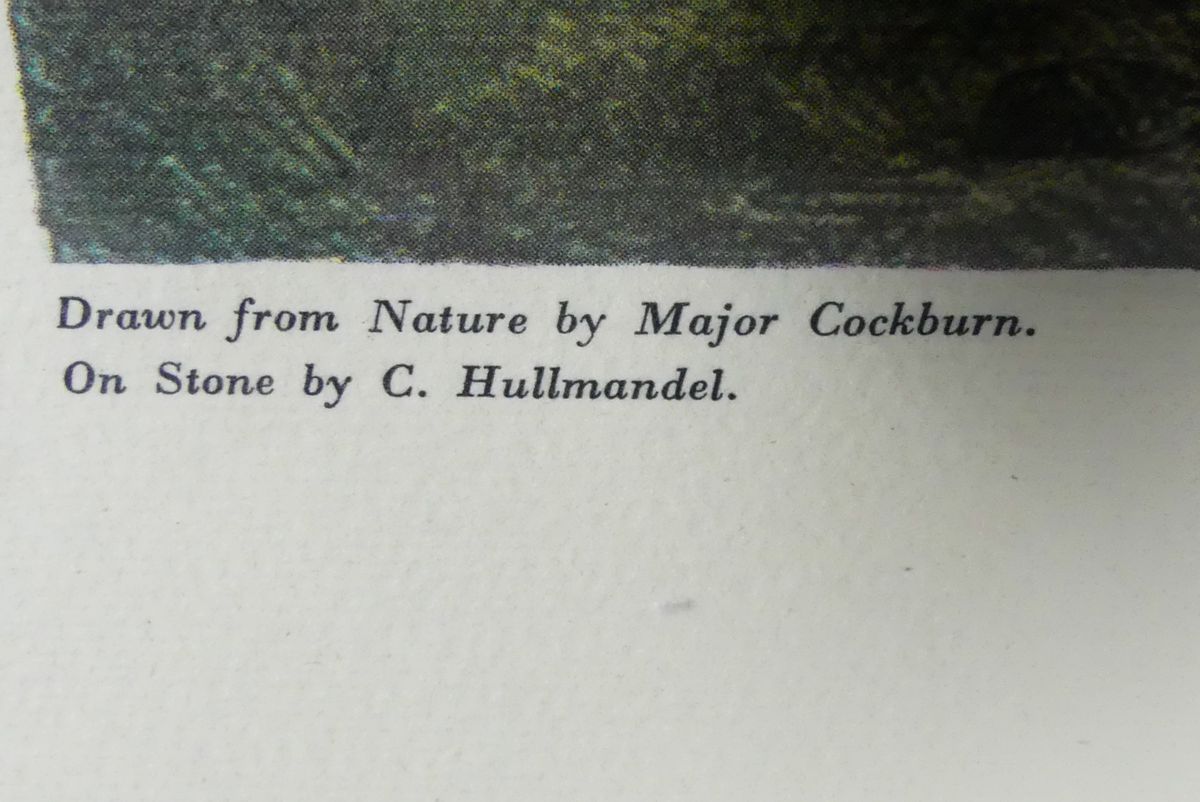 Drawn from Nature by Major Cockburn.
On Stone by C. Hullmandel.